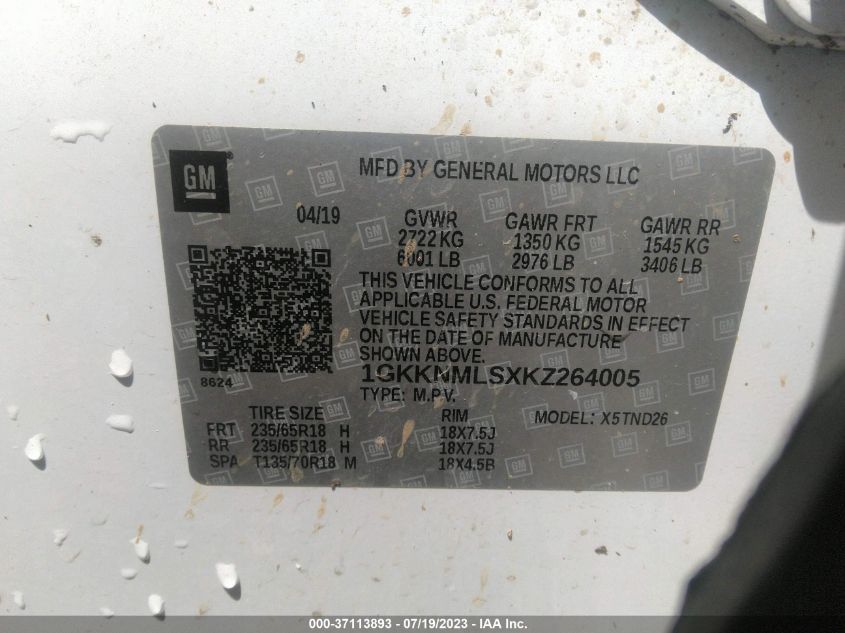 GM
MFD BY GENERAL MOTORS LLC
04/19 GVWR GAWR FRT GAWR RR
2722 KG 1350 KG 1545 KG
6001 LB 2976 LB 3406 LB
THIS VEHICLE CONFORMS TO ALL
APPLICABLE U.S. FEDERAL MOTOR
VEHICLE SAFETY STANDARDS IN EFFECT
ON THE DATE OF MANUFACTURE
SHOWN ABOVE.
8624
1GKKNMLSXKZ264005
TYPE: M.P.V. MODEL: X5TND26
TIRE SIZE RIM
FRT 235/65R18 H 18X7.5J
RR 235/65R18 H 18X7.5J
SPA T135/70R18 M 18X4.5B
000-37113893 / 07/19/2023 - IAA Inc.